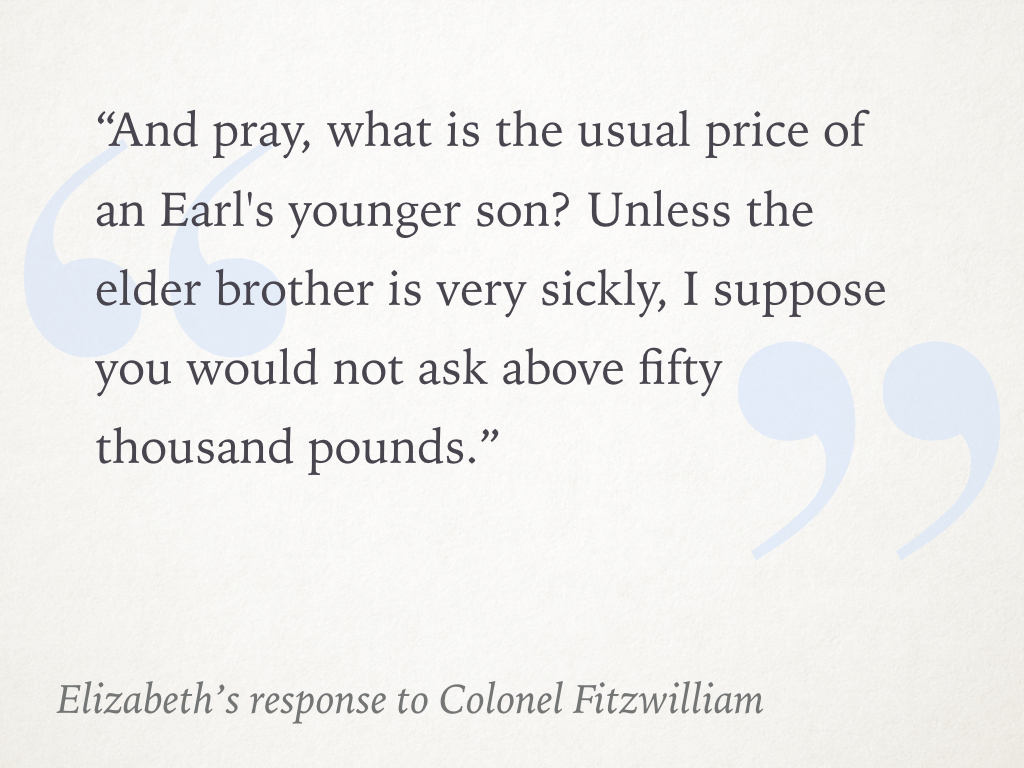 “And pray, what is the usual price of
an Earl's younger son? Unless the
elder brother is very sickly, I suppose
you would not ask above fifty
thousand pounds.”
Elizabeth’s response to Colonel Fitzwilliam